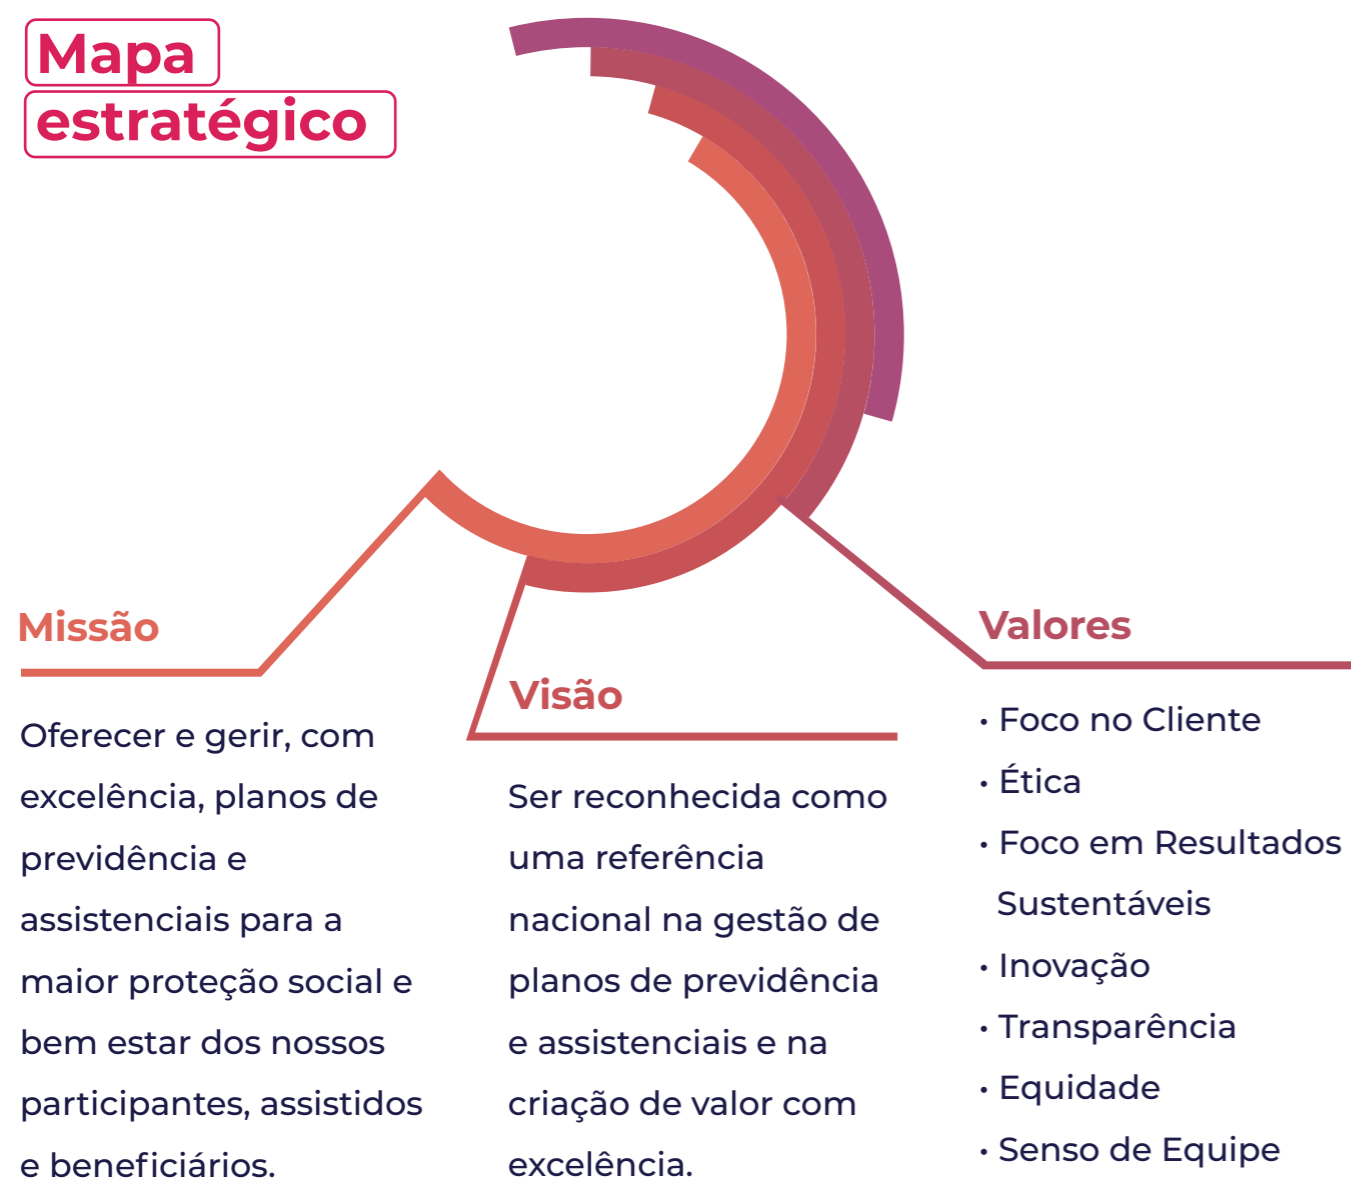 Mapa
estratégico
Missão
Oferecer e gerir, com
excelência, planos de
previdência e
assistenciais para a
maior proteção social e
bem estar dos nossos
participantes, assistidos
e beneficiários.
Visão
Ser reconhecida como
uma referência
nacional na gestão de
planos de previdência
e assistenciais e na
criação de valor com
excelência.
Valores
• Foco no Cliente
• Ética
• Foco em Resultados
Sustentáveis
• Inovação
• Transparência
• Equidade
• Senso de Equipe